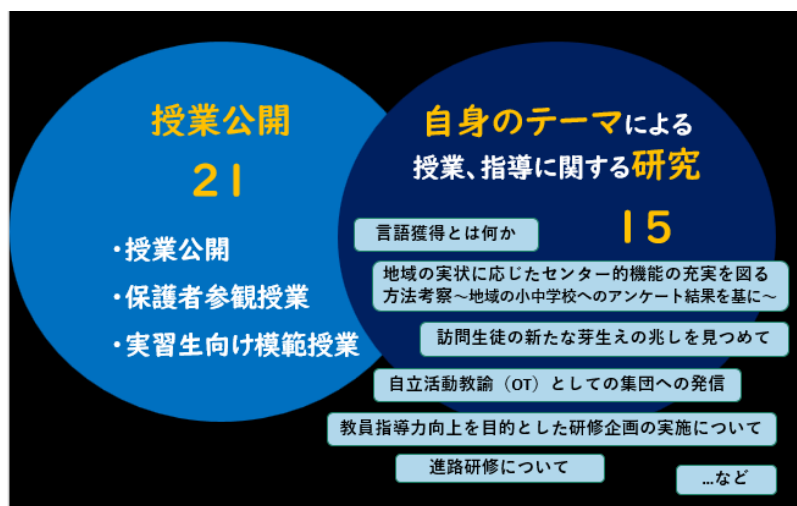 授業公開
21
・授業公開
・保護者参観授業
・実習生向け模範授業
自身のテーマによる
授業、指導に関する研究
15
言語獲得とは何か
地域の実状に応じたセンター的機能の充実を図る
方法考察～地域の小中学校へのアンケート結果を基に～
訪問生徒の新たな芽生えの兆しを見つめて
自立活動教諭（OT）としての集団への発信
教員指導力向上を目的とした研修企画の実施について
進路研修について
…など